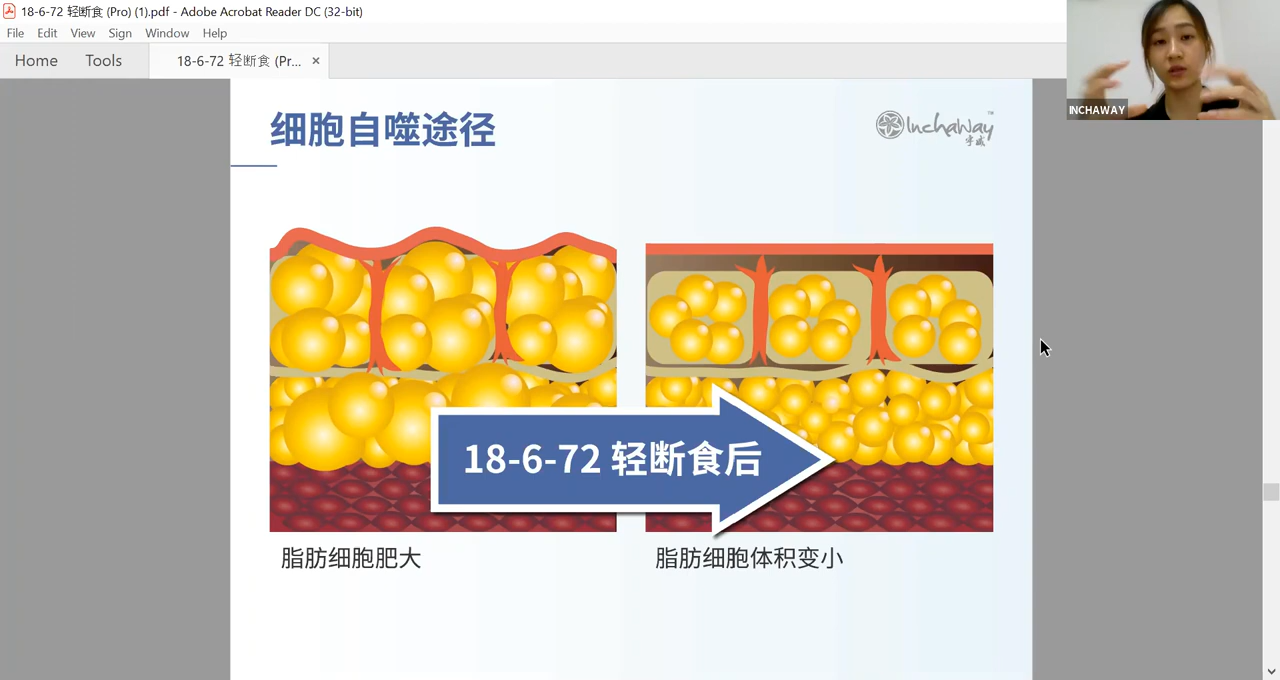 18-6-72 轻断食 (Pro) (1).pdf - Adobe Acrobat Reader DC (32-bit)
File Edit View Sign Window Help
Home Tools 18-6-72 轻断食 (Pr... ×
INCHAWAY
细胞自噬途径
InchaWay™
宇威
18-6-72 轻断食后
脂肪细胞肥大
脂肪细胞体积变小